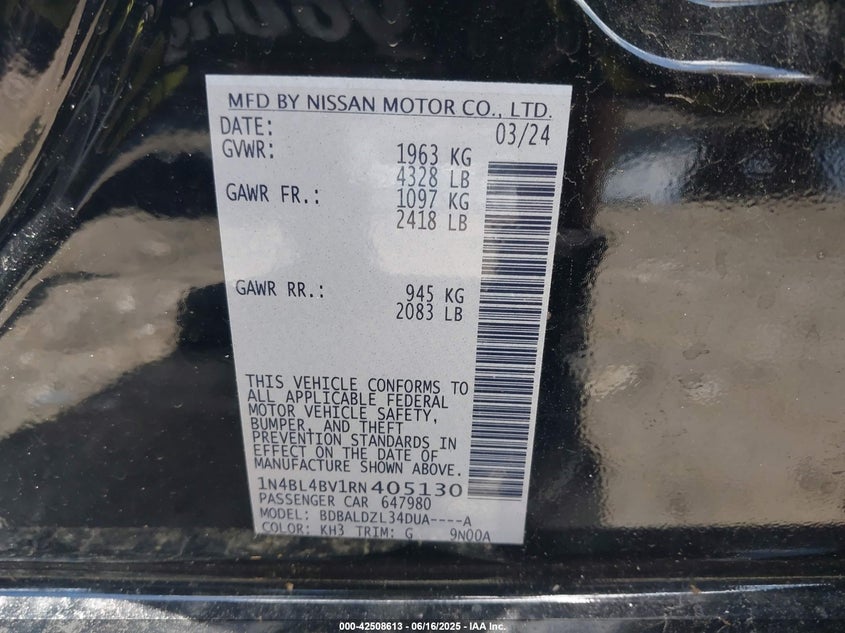 MFD BY NISSAN MOTOR CO., LTD.
DATE: 03/24
GVWR: 1963 KG
4328 LB
GAWR FR.: 1097 KG
2418 LB
GAWR RR.: 945 KG
2083 LB
THIS VEHICLE CONFORMS TO
ALL APPLICABLE FEDERAL
MOTOR VEHICLE SAFETY,
BUMPER, AND THEFT
PREVENTION STANDARDS IN
EFFECT ON THE DATE OF
MANUFACTURE SHOWN ABOVE.
1N4BL4BV1RN405130
PASSENGER CAR 647980
MODEL: BDBALDZL34DUA----A
COLOR: KH3 TRIM: G 9N00A
000-42508613 - 06/16/2025 - IAA Inc.